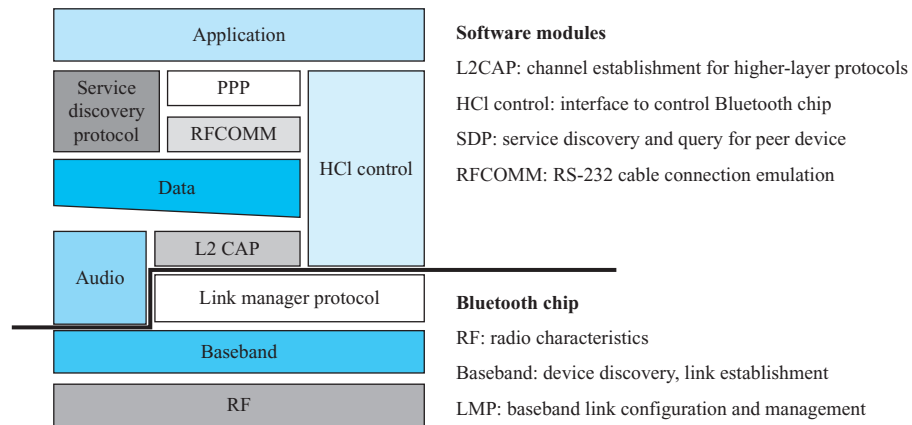 Application
Service
discovery
protocol
PPP
RFCOMM
HCl control
Data
Audio
L2 CAP
Link manager protocol
Baseband
RF
Software modules
L2CAP: channel establishment for higher-layer protocols
HCl control: interface to control Bluetooth chip
SDP: service discovery and query for peer device
RFCOMM: RS-232 cable connection emulation
Bluetooth chip
RF: radio characteristics
Baseband: device discovery, link establishment
LMP: baseband link configuration and management